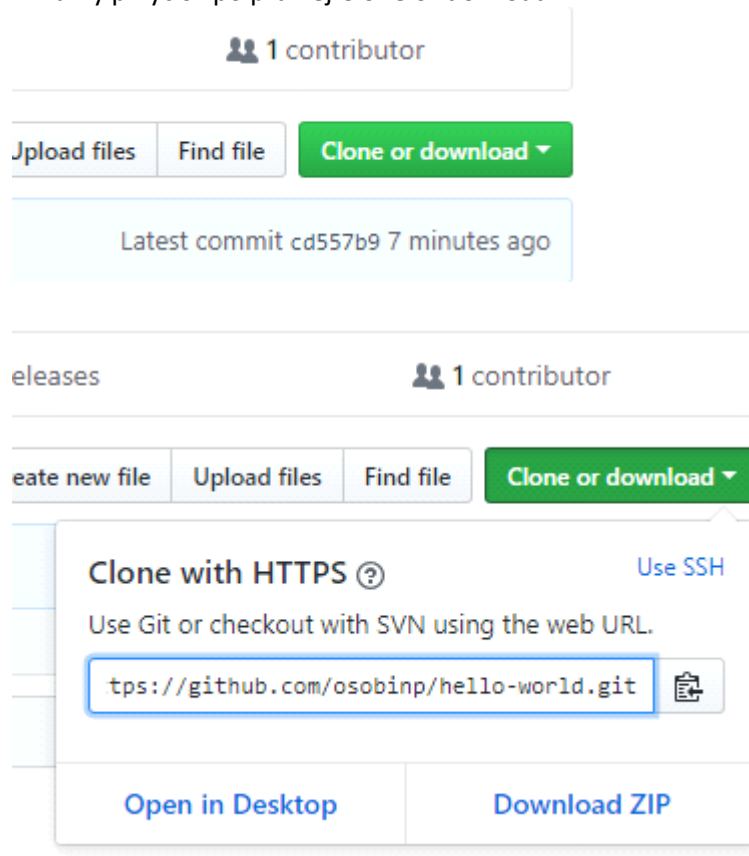 1 contributor
Upload files Find file Clone or download
Latest commit cd557b9 7 minutes ago
eleases 1 contributor
eate new file Upload files Find file Clone or download
Clone with HTTPS ? Use SSH
Use Git or checkout with SVN using the web URL.
tps://github.com/osobinp/hello-world.git
Open in Desktop Download ZIP